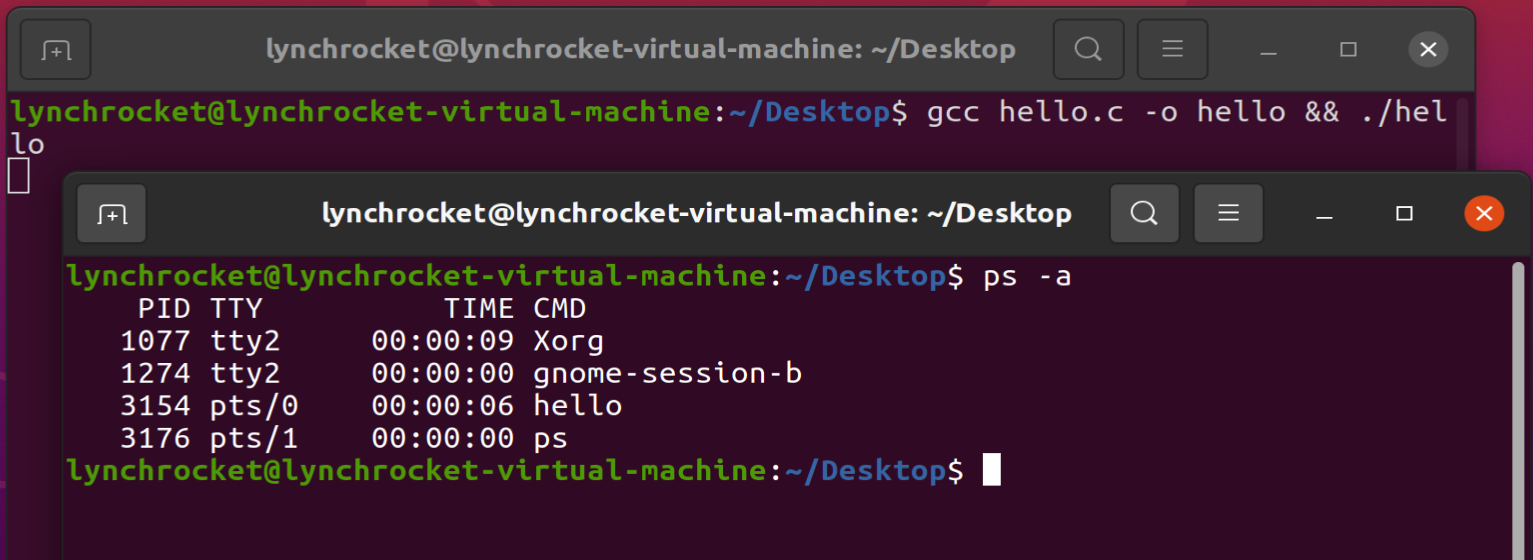 lynchrocket@lynchrocket-virtual-machine: ~/Desktop
lynchrocket@lynchrocket-virtual-machine:~/Desktop$ gcc hello.c -o hello && ./hel
lo
lynchrocket@lynchrocket-virtual-machine: ~/Desktop
lynchrocket@lynchrocket-virtual-machine:~/Desktop$ ps -a
    PID TTY          TIME CMD
   1077 tty2     00:00:09 Xorg
   1274 tty2     00:00:00 gnome-session-b
   3154 pts/0    00:00:06 hello
   3176 pts/1    00:00:00 ps
lynchrocket@lynchrocket-virtual-machine:~/Desktop$